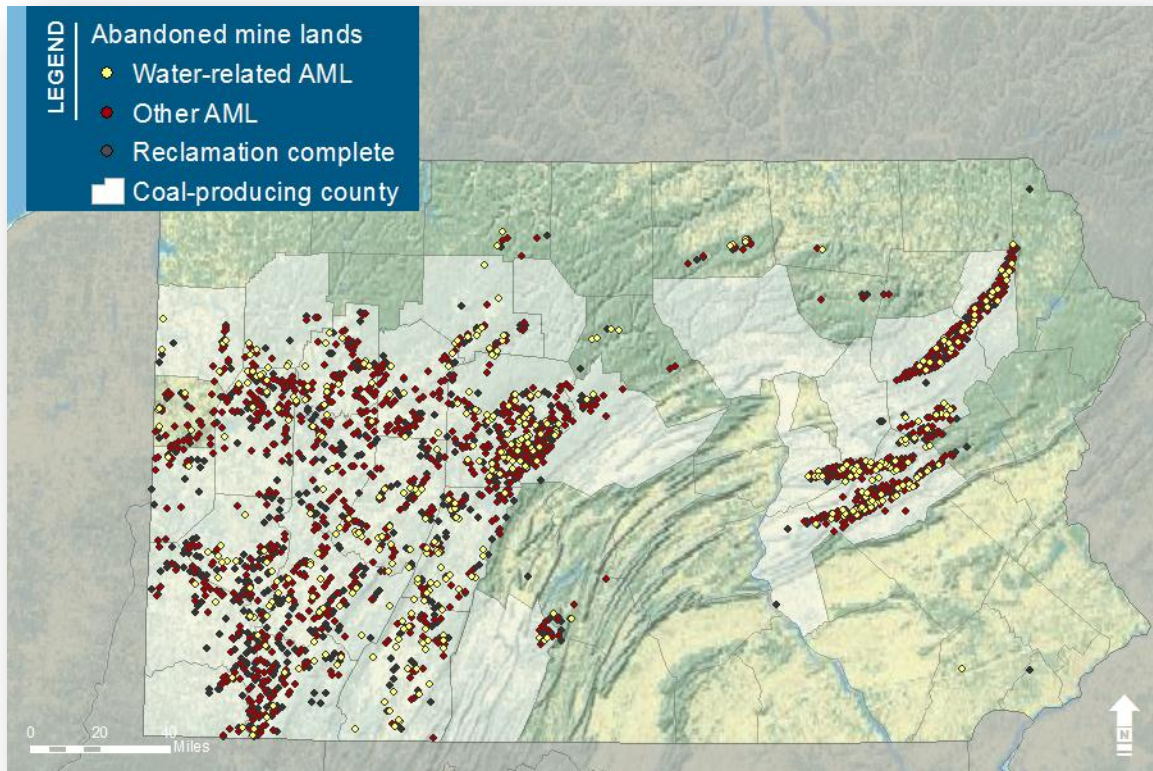 LEGEND
Abandoned mine lands
Water-related AML
Other AML
Reclamation complete
Coal-producing county
0 20 40
Miles
N